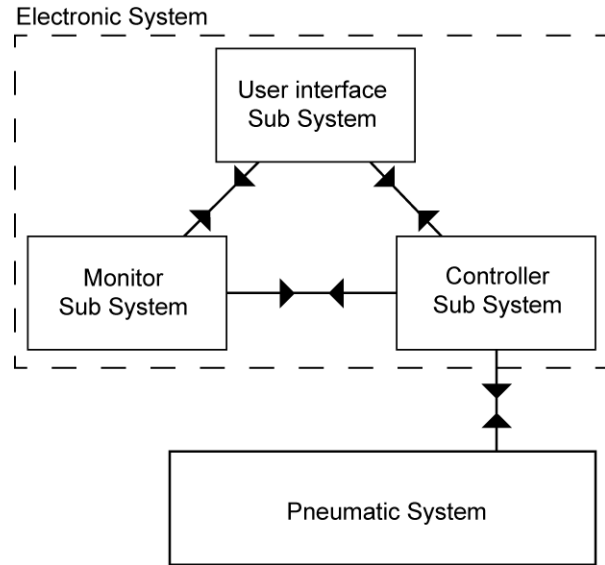 Electronic System
User interface
Sub System
Monitor
Sub System
Controller
Sub System
Pneumatic System